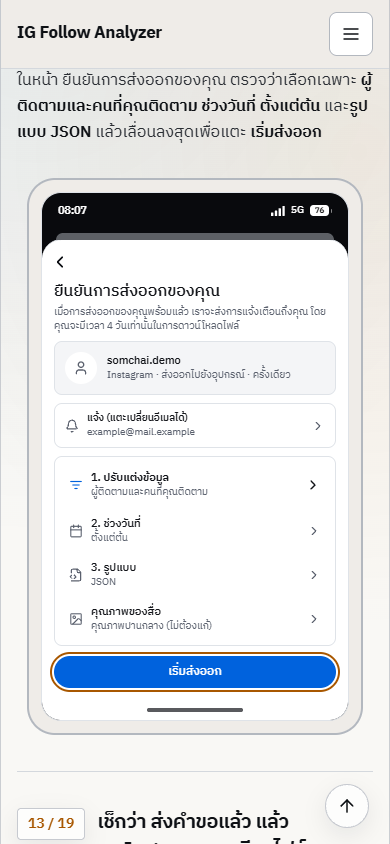 IG Follow Analyzer
ในหน้า ยืนยันการส่งออกของคุณ ตรวจว่าเลือกเฉพาะ ผู้
ติดตามและคนที่คุณติดตาม ช่วงวันที่ ตั้งแต่ต้น และรูป
แบบ JSON แล้วเลื่อนลงสุดเพื่อแตะ เริ่มส่งออก
08:07
5G 76
ยืนยันการส่งออกของคุณ
เมื่อการส่งออกของคุณพร้อมแล้ว เราจะส่งการแจ้งเตือนถึงคุณ โดย
คุณจะมีเวลา 4 วันเท่านั้นในการดาวน์โหลดไฟล์
somchai.demo
Instagram · ส่งออกไปยังอุปกรณ์ · ครั้งเดียว
แจ้ง (แตะเปลี่ยนอีเมลได้)
example@mail.example
1. ปรับแต่งข้อมูล
ผู้ติดตามและคนที่คุณติดตาม
2. ช่วงวันที่
ตั้งแต่ต้น
3. รูปแบบ
JSON
คุณภาพของสื่อ
คุณภาพปานกลาง (ไม่ต้องแก้)
เริ่มส่งออก
13 / 19
เช็กว่า ส่งคำขอแล้ว แล้ว